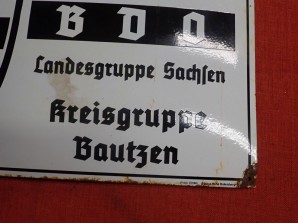 BDO
Landesgruppe Sachsen
Kreisgruppe
Bautzen